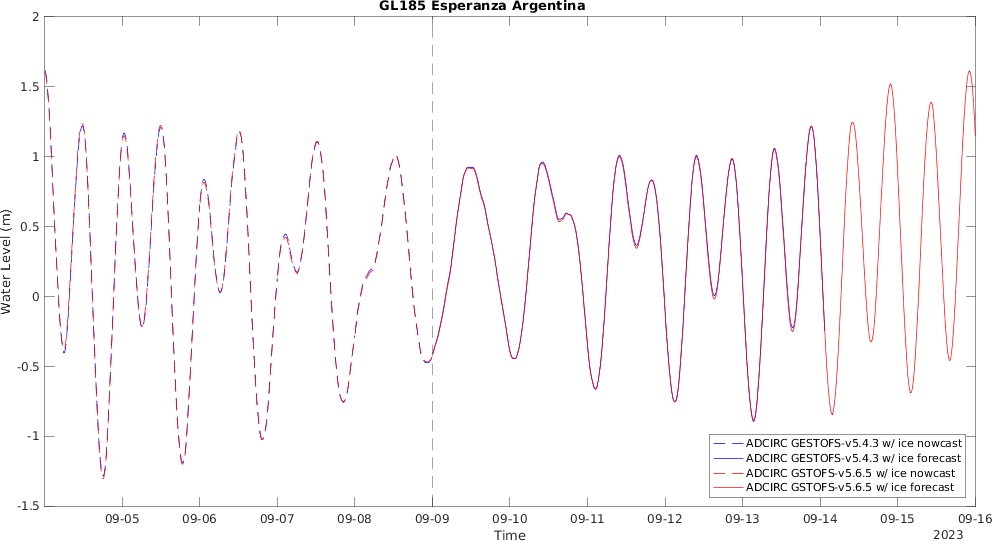 GL185 Esperanza Argentina
2
1.5
1
0.5
0
-0.5
-1
-1.5
Water Level (m)
09-05 09-06 09-07 09-08 09-09 09-10 09-11 09-12 09-13 09-14 09-15 09-16
Time
2023
ADCIRC GESTOFS-v5.4.3 w/ ice nowcast
ADCIRC GESTOFS-v5.4.3 w/ ice forecast
ADCIRC GSTOFS-v5.6.5 w/ ice nowcast
ADCIRC GSTOFS-v5.6.5 w/ ice forecast